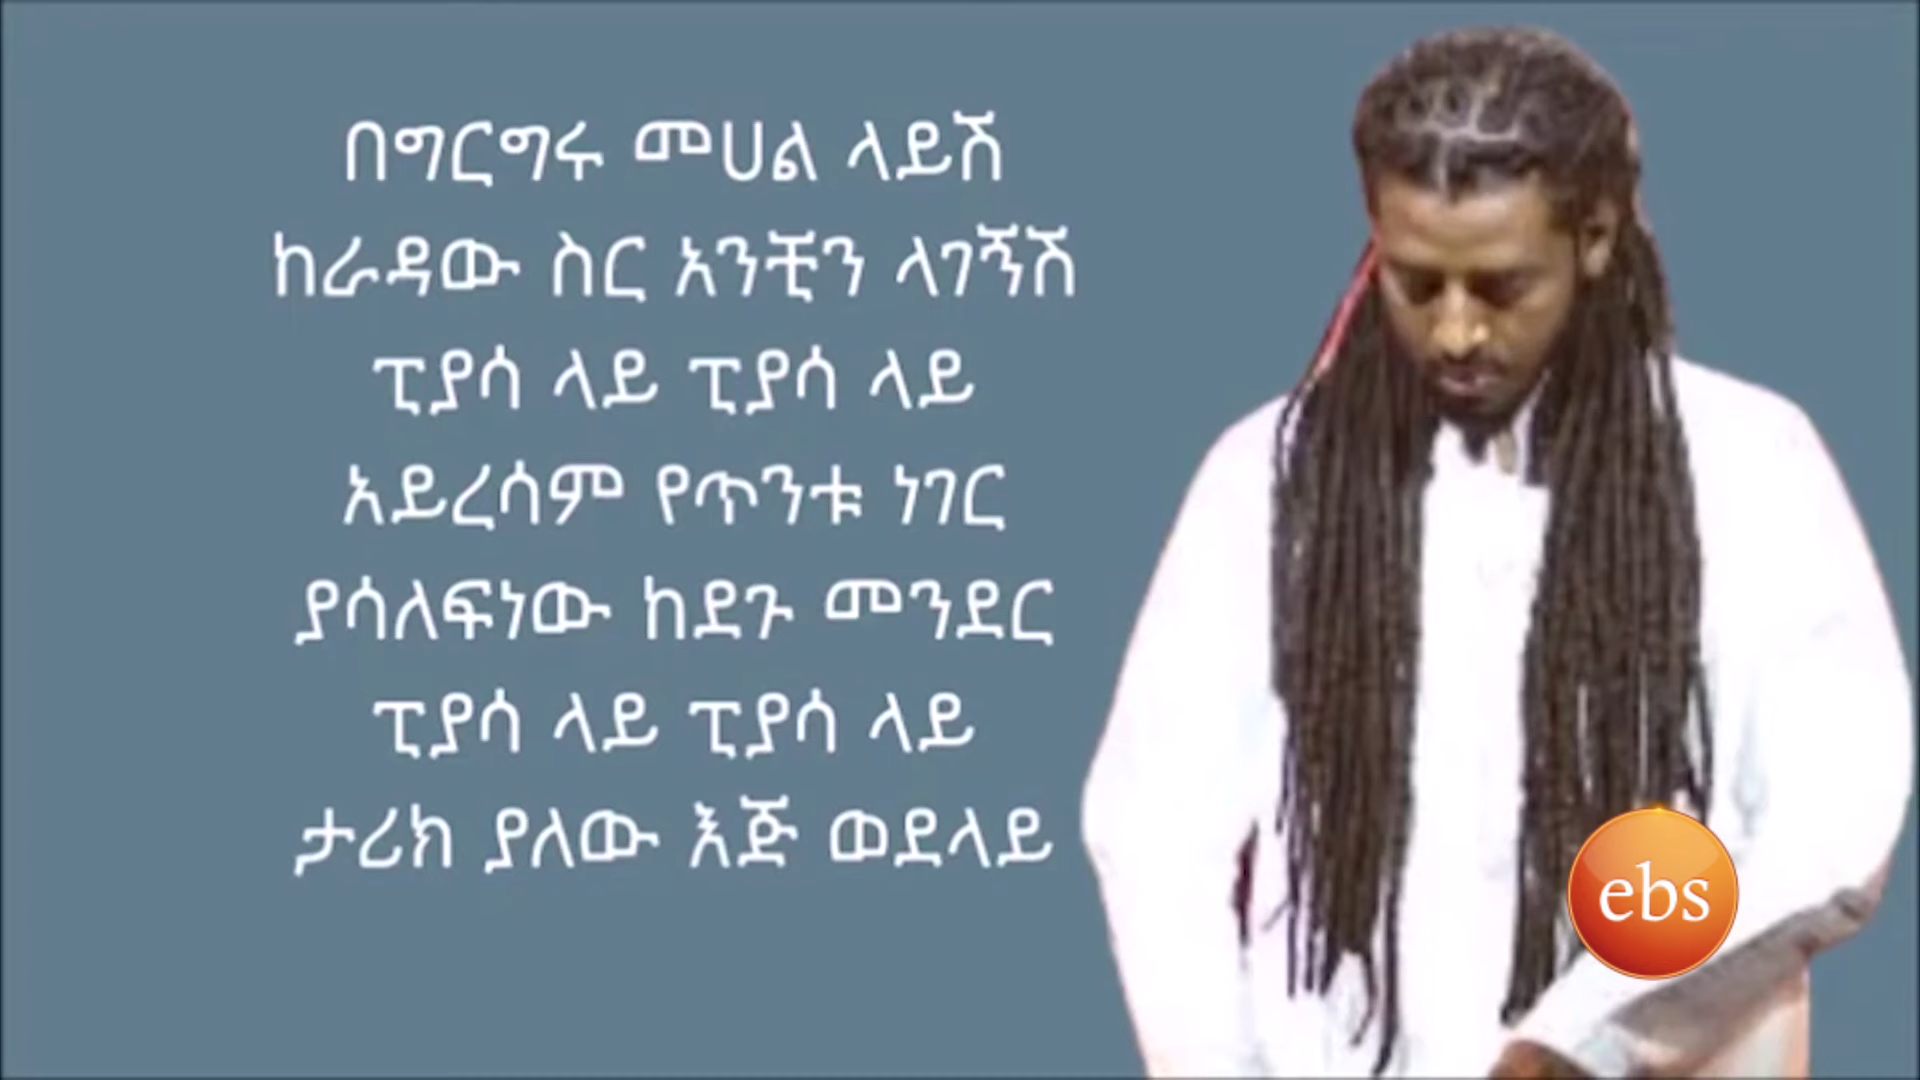 በግርግሩ መሀል ላይሽ
ከራዳው ስር አንቺን ላገኝሽ
ፒያሳ ላይ ፒያሳ ላይ
አይረሳም የጥንቱ ነገር
ያሳለፍነው ከደጉ መንደር
ፒያሳ ላይ ፒያሳ ላይ
ታሪክ ያለው እጅ ወደላይ
ebs